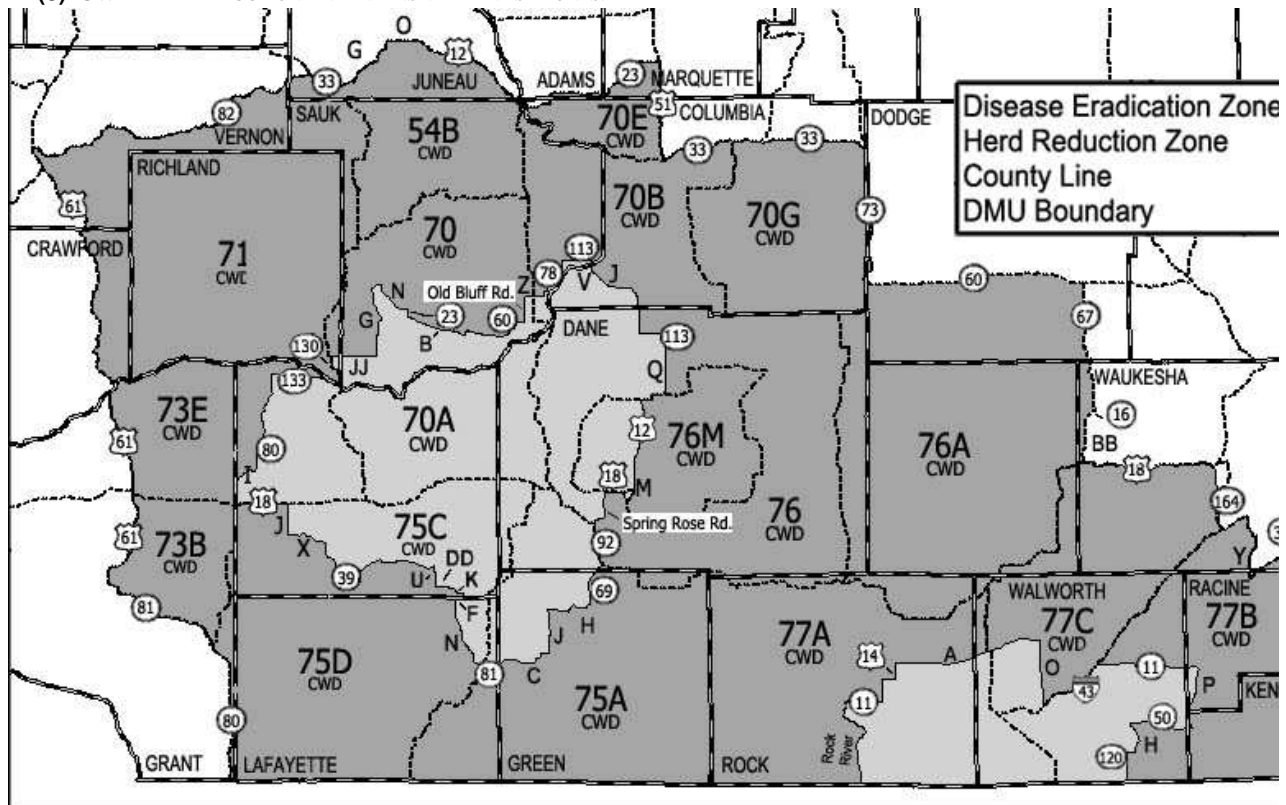 O
G
12
33
JUNEAU
ADAMS
23
MARQUETTE
51
COLUMBIA
DODGE
Disease Eradication Zone
Herd Reduction Zone
County Line
DMU Boundary
82
VERNON
SAUK
54B
CWD
70E
CWD
33
33
RICHLAND
61
70B
CWD
70G
CWD
73
CRAWFORD
71
70
CWD
113
78
V
J
Z
N
Old Bluff Rd.
60
G
23
60
B
DANE
67
113
130
JJ
Q
WAUKESHA
133
16
73E
CWD
70A
CWD
12
76M
CWD
76A
CWD
BB
61
80
18
18
I
M
18
164
Spring Rose Rd.
76
CWD
61
73B
CWD
J
X
75C
CWD
92
DD
Y
39
U
K
69
WALWORTH
RACINE
81
F
H
77C
CWD
77B
CWD
N
J
77A
CWD
75D
CWD
14
A
81
C
O
11
43
P
KEN
75A
CWD
11
50
80
Rock
River
H
120
GRANT
LAFAYETTE
GREEN
ROCK